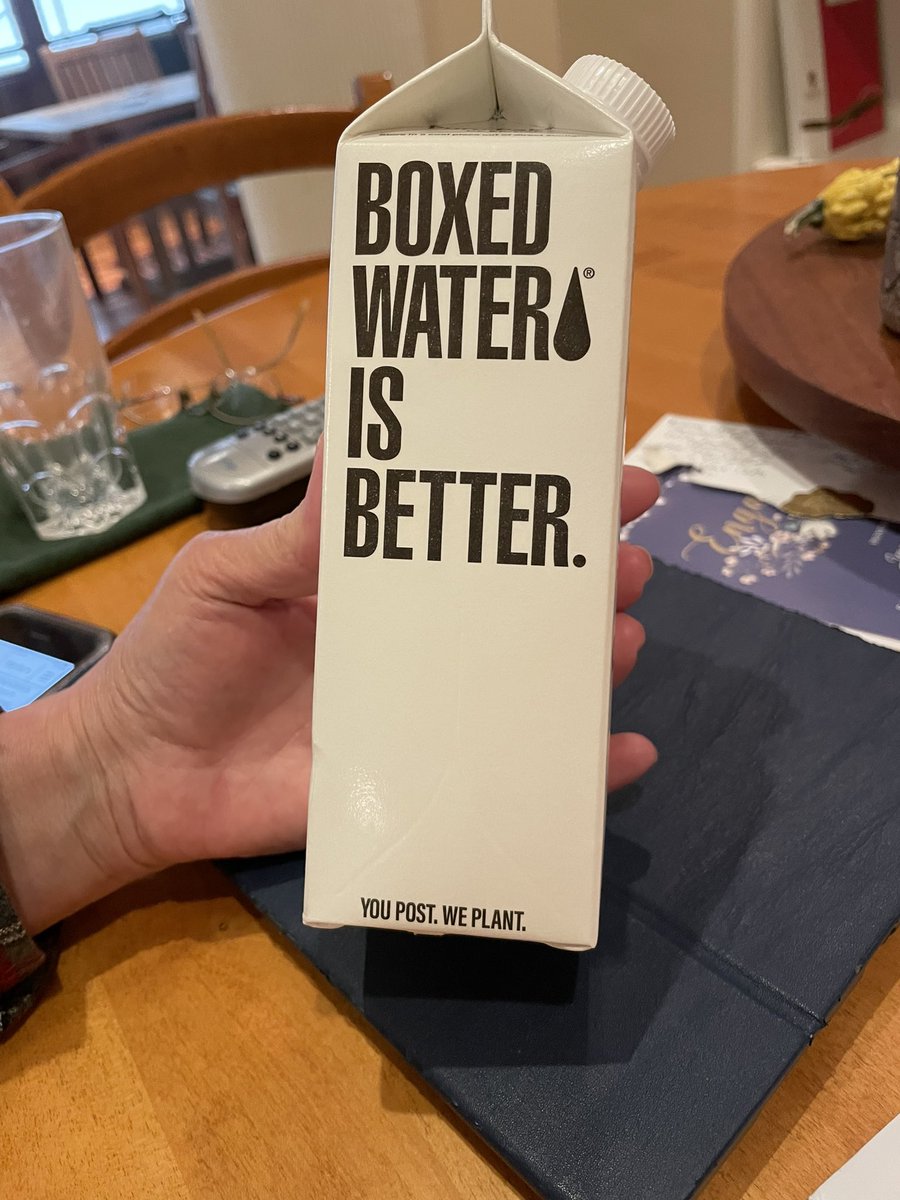 BOXED
WATER®
IS
BETTER.
YOU POST. WE PLANT.